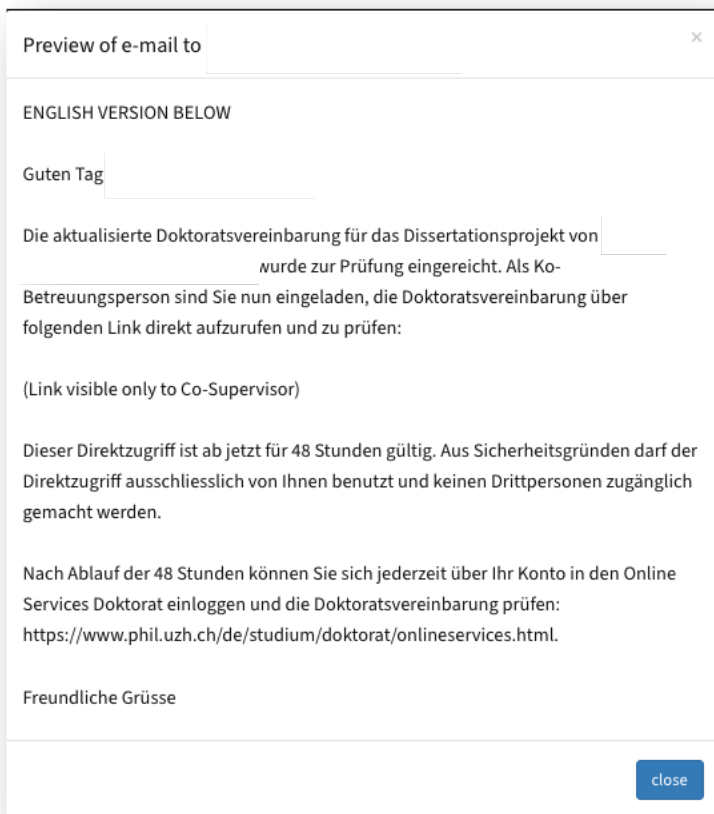 Preview of e-mail to
×
ENGLISH VERSION BELOW
Guten Tag
Die aktualisierte Doktoratsvereinbarung für das Dissertationsprojekt von
wurde zur Prüfung eingereicht. Als Ko-
Betreuungsperson sind Sie nun eingeladen, die Doktoratsvereinbarung über
folgenden Link direkt aufzurufen und zu prüfen:
(Link visible only to Co-Supervisor)
Dieser Direktzugriff ist ab jetzt für 48 Stunden gültig. Aus Sicherheitsgründen darf der
Direktzugriff ausschliesslich von Ihnen benutzt und keinen Drittpersonen zugänglich
gemacht werden.
Nach Ablauf der 48 Stunden können Sie sich jederzeit über Ihr Konto in den Online
Services Doktorat einloggen und die Doktoratsvereinbarung prüfen:
https://www.phil.uzh.ch/de/studium/doktorat/onlineservices.html.
Freundliche Grüsse
close